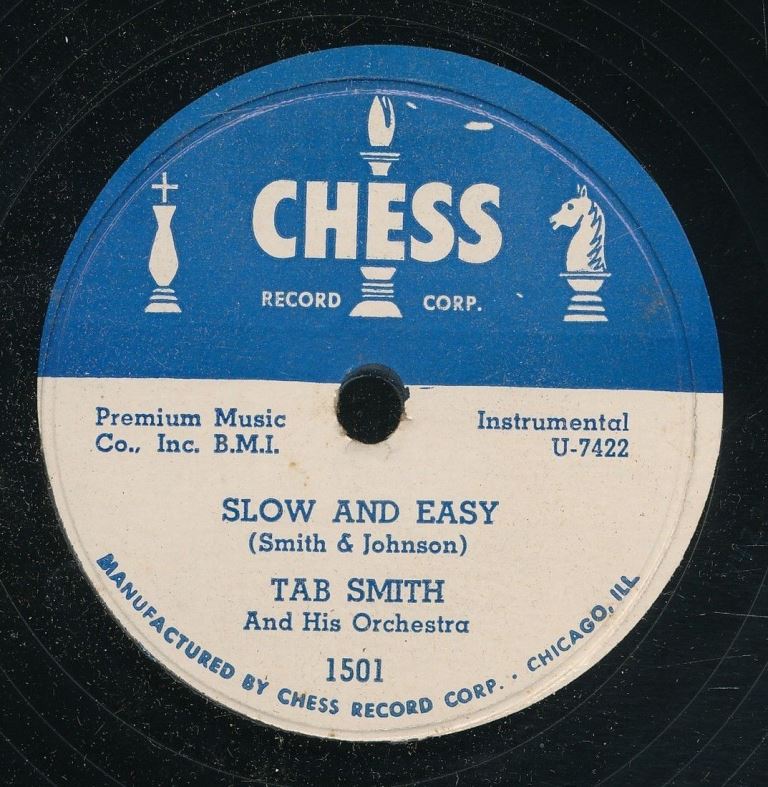 CHESS
RECORD CORP.
Premium Music
Co., Inc. B.M.I.
Instrumental
U-7422
SLOW AND EASY
(Smith & Johnson)
TAB SMITH
And His Orchestra
1501
MANUFACTURED BY CHESS RECORD CORP. · CHICAGO, ILL